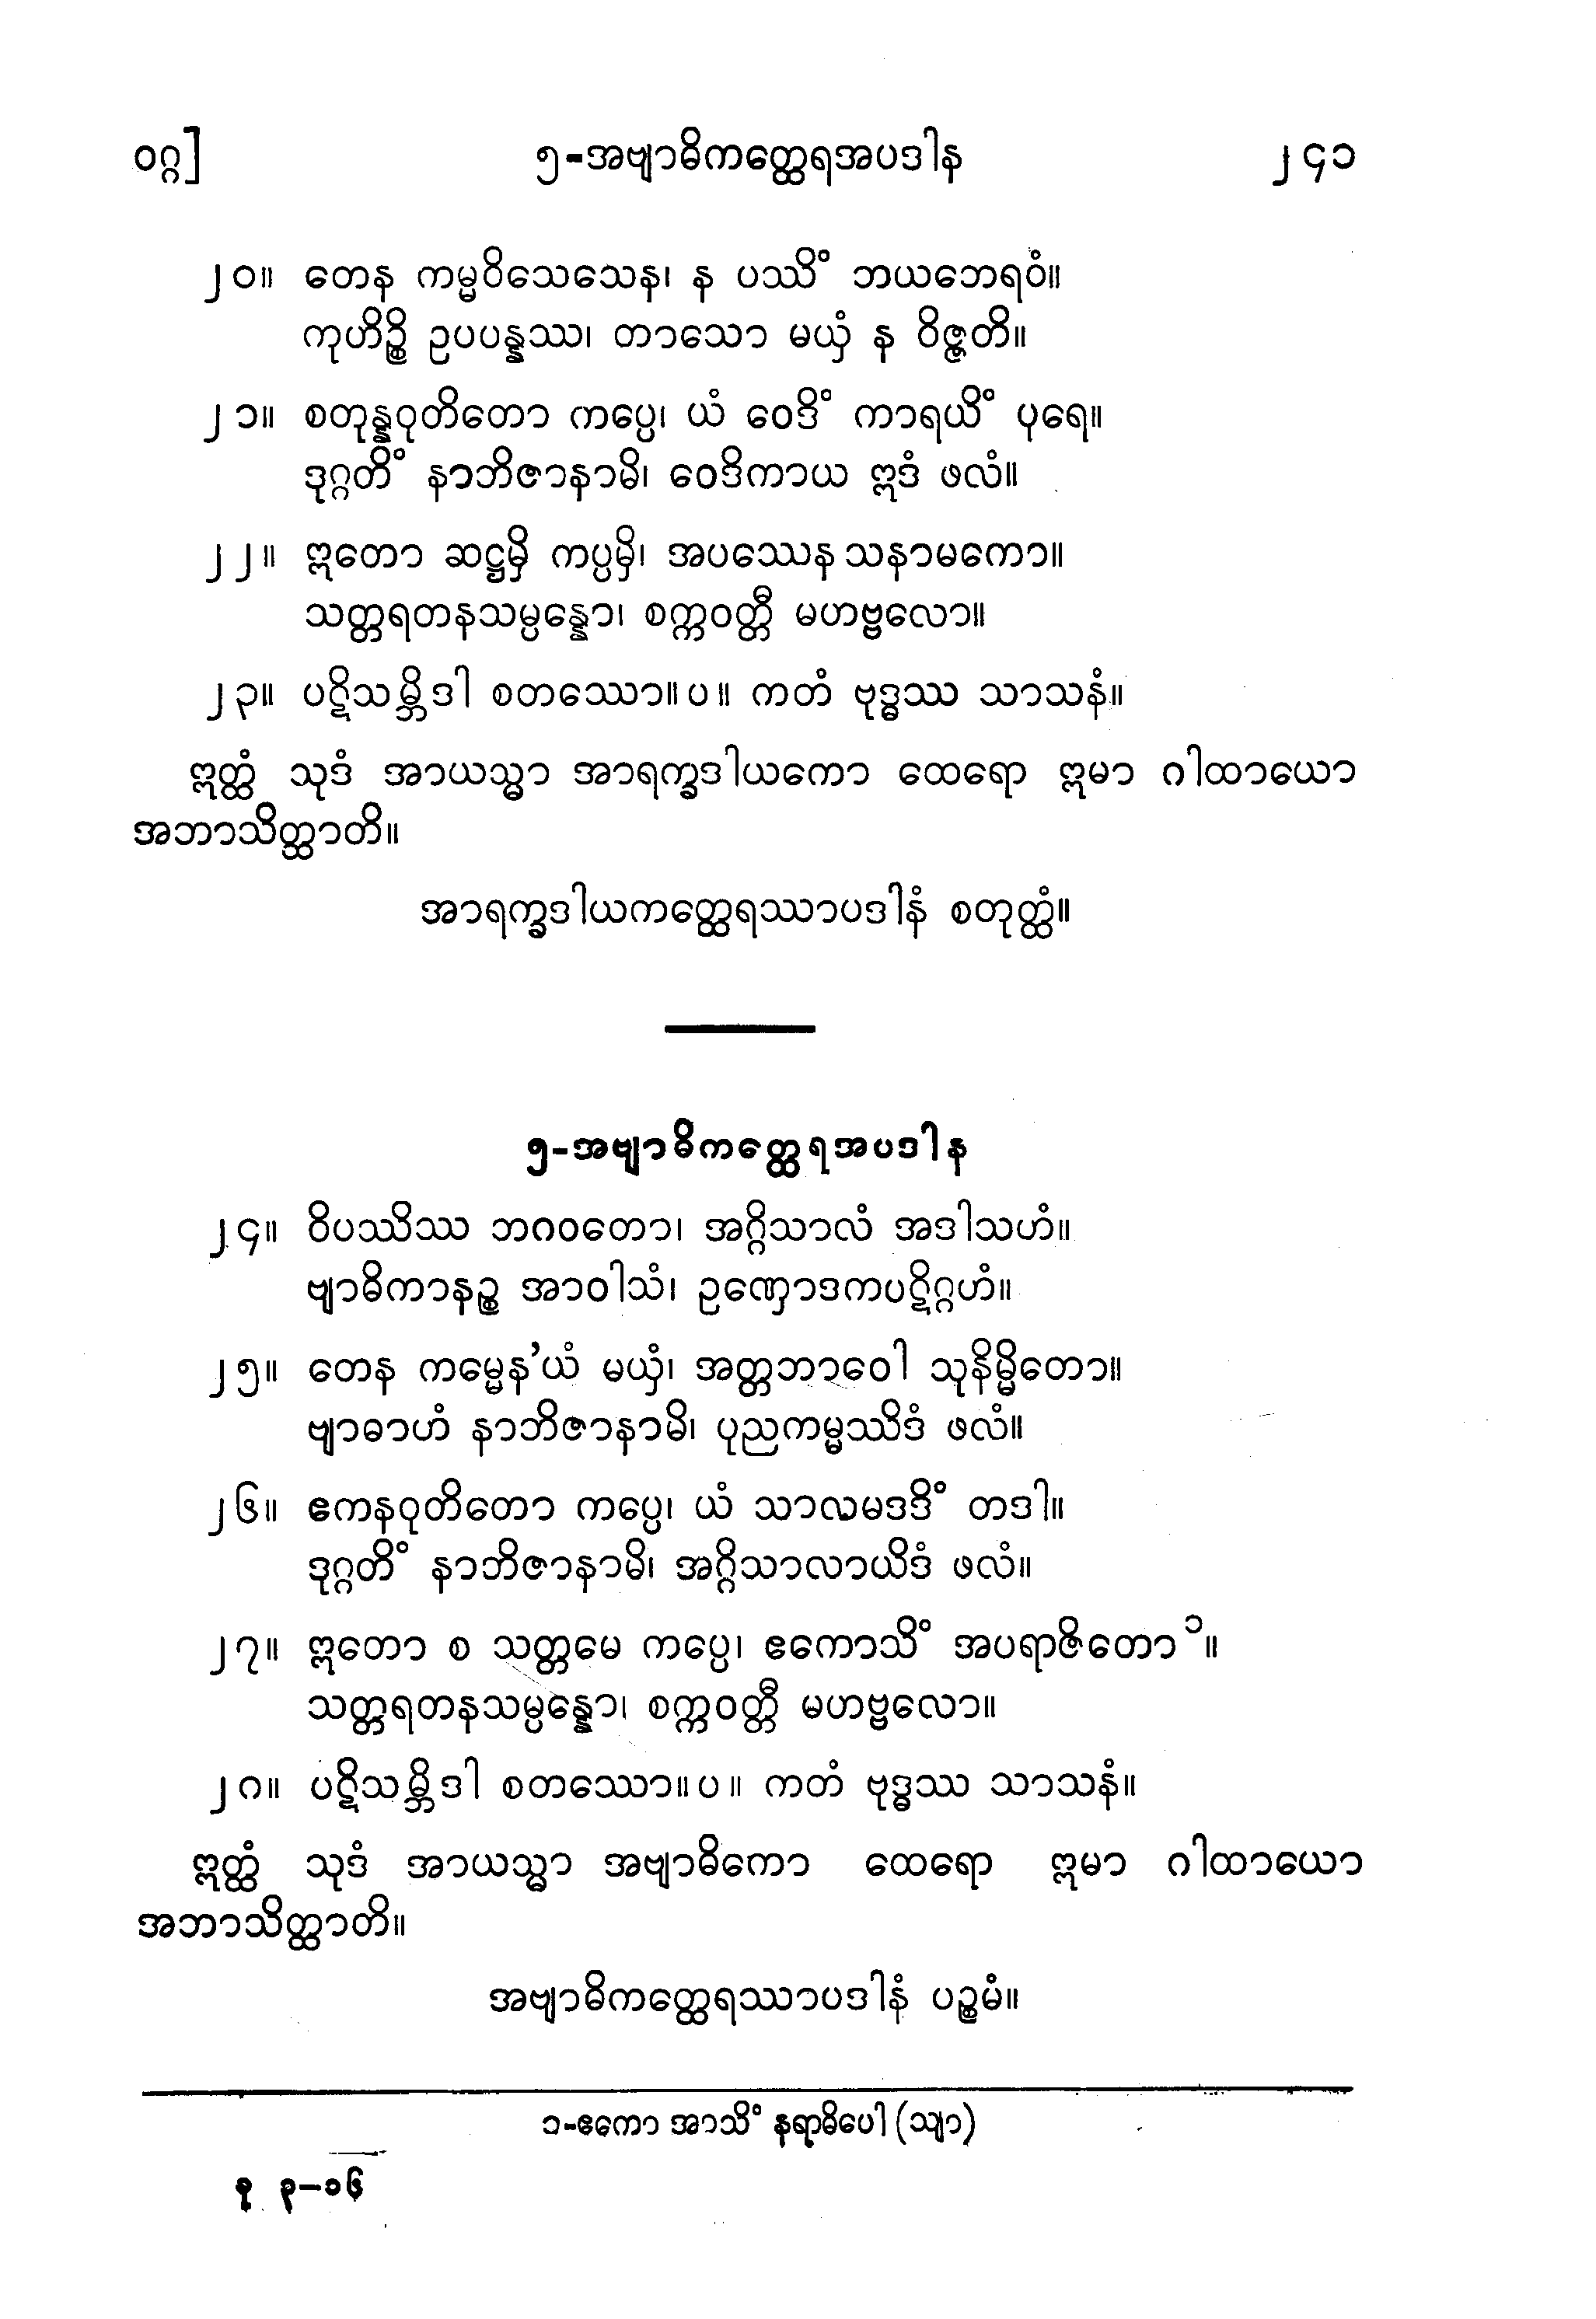 ဝဂ္ဂ]
၅-အဗျာဓိကတ္ထေရအပဒါန
၂၄၁
၂၀။ တေန ကမ္မဝိသေသေန၊ န ပဿိံ ဘယဘေရဝံ။
ကုဟိဉ္စိ ဥပပန္နဿ၊ တာသော မယှံ န ဝိဇ္ဇတိ။
၂၁။ စတုန္နဝုတိတော ကပ္ပေ၊ ယံ ဝေဒိံ ကာရယိံ ပုရေ။
ဒုဂ္ဂတိံ နာဘိဇာနာမိ၊ ဝေဒိကာယ ဣဒံ ဖလံ။
၂၂။ ဣတော ဆဋ္ဌမှိ ကပ္ပမှိ၊ အပဿေန သနာမကော။
သတ္တရတနသမ္ပန္နော၊ စက္ကဝတ္တီ မဟဗ္ဗလော။
၂၃။ ပဋိသမ္ဘိဒါ စတဿော။ပ။ ကတံ ဗုဒ္ဓဿ သာသနံ။
ဣတ္ထံ သုဒံ အာယသ္မာ အာရက္ခဒါယကော ထေရော ဣမာ ဂါထာယော
အဘာသိတ္ထာတိ။
အာရက္ခဒါယကတ္ထေရဿာပဒါနံ စတုတ္ထံ။
၅-အဗျာဓိကတ္ထေရအပဒါန
၂၄။ ဝိပဿိဿ ဘဂဝတော၊ အဂ္ဂိသာလံ အဒါသဟံ။
ဗျာဓိကာနဉ္စ အာဝါသံ၊ ဥဏှောဒကပဋိဂ္ဂဟံ။
၂၅။ တေန ကမ္မေန’ယံ မယှံ၊ အတ္တဘာဝေါ သုနိမ္မိတော။
ဗျာဓာဟံ နာဘိဇာနာမိ၊ ပုညကမ္မဿိဒံ ဖလံ။
၂၆။ ဧကနဝုတိတော ကပ္ပေ၊ ယံ သာလမဒဒိံ တဒါ။
ဒုဂ္ဂတိံ နာဘိဇာနာမိ၊ အဂ္ဂိသာလာယိဒံ ဖလံ။
၂၇။ ဣတော စ သတ္တမေ ကပ္ပေ၊ ဧကောသိံ အပရာဇိတော ၁။
သတ္တရတနသမ္ပန္နော၊ စက္ကဝတ္တီ မဟဗ္ဗလော။
၂၈။ ပဋိသမ္ဘိဒါ စတဿော။ပ။ ကတံ ဗုဒ္ဓဿ သာသနံ။
ဣတ္ထံ သုဒံ အာယသ္မာ အဗျာဓိကော ထေရော ဣမာ ဂါထာယော
အဘာသိတ္ထာတိ။
အဗျာဓိကတ္ထေရဿာပဒါနံ ပဉ္စမံ။
၁-ဧကော အာသိံ နရာဓိပေါ (သျာ)
ခု ၃-၁၆